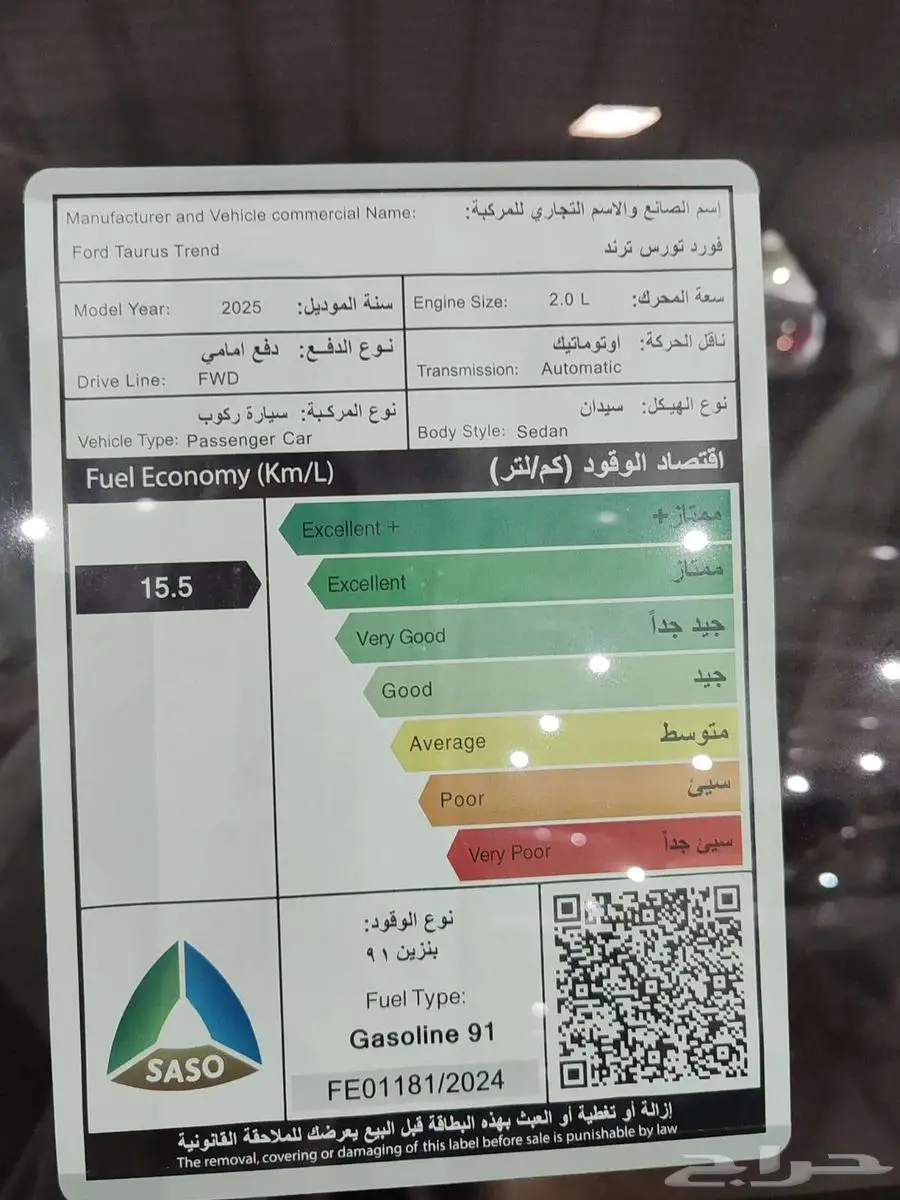 Manufacturer and Vehicle commercial Name: إسم الصانع والاسم التجاري للمركبة:
Ford Taurus Trend فورد تورس ترند
Model Year: 2025 سنة الموديل:
Engine Size: 2.0 L سعة المحرك:
نوع الدفع: دفع امامي
Drive Line: FWD
ناقل الحركة: اوتوماتيك
Transmission: Automatic
نوع المركبة: سيارة ركوب
Vehicle Type: Passenger Car
نوع الهيكل: سيدان
Body Style: Sedan
Fuel Economy (Km/L) اقتصاد الوقود (كم/لتر)
Excellent + ممتاز+
15.5
Excellent ممتاز
Very Good جيد جداً
Good جيد
Average متوسط
Poor سيئ
Very Poor سيئ جداً
SASO
نوع الوقود:
بنزين ٩١
Fuel Type:
Gasoline 91
FE01181/2024
إزالة أو تغطية أو العبث بهذه البطاقة قبل البيع يعرضك للملاحقة القانونية
The removal, covering or damaging of this label before sale is punishable by law
حراج